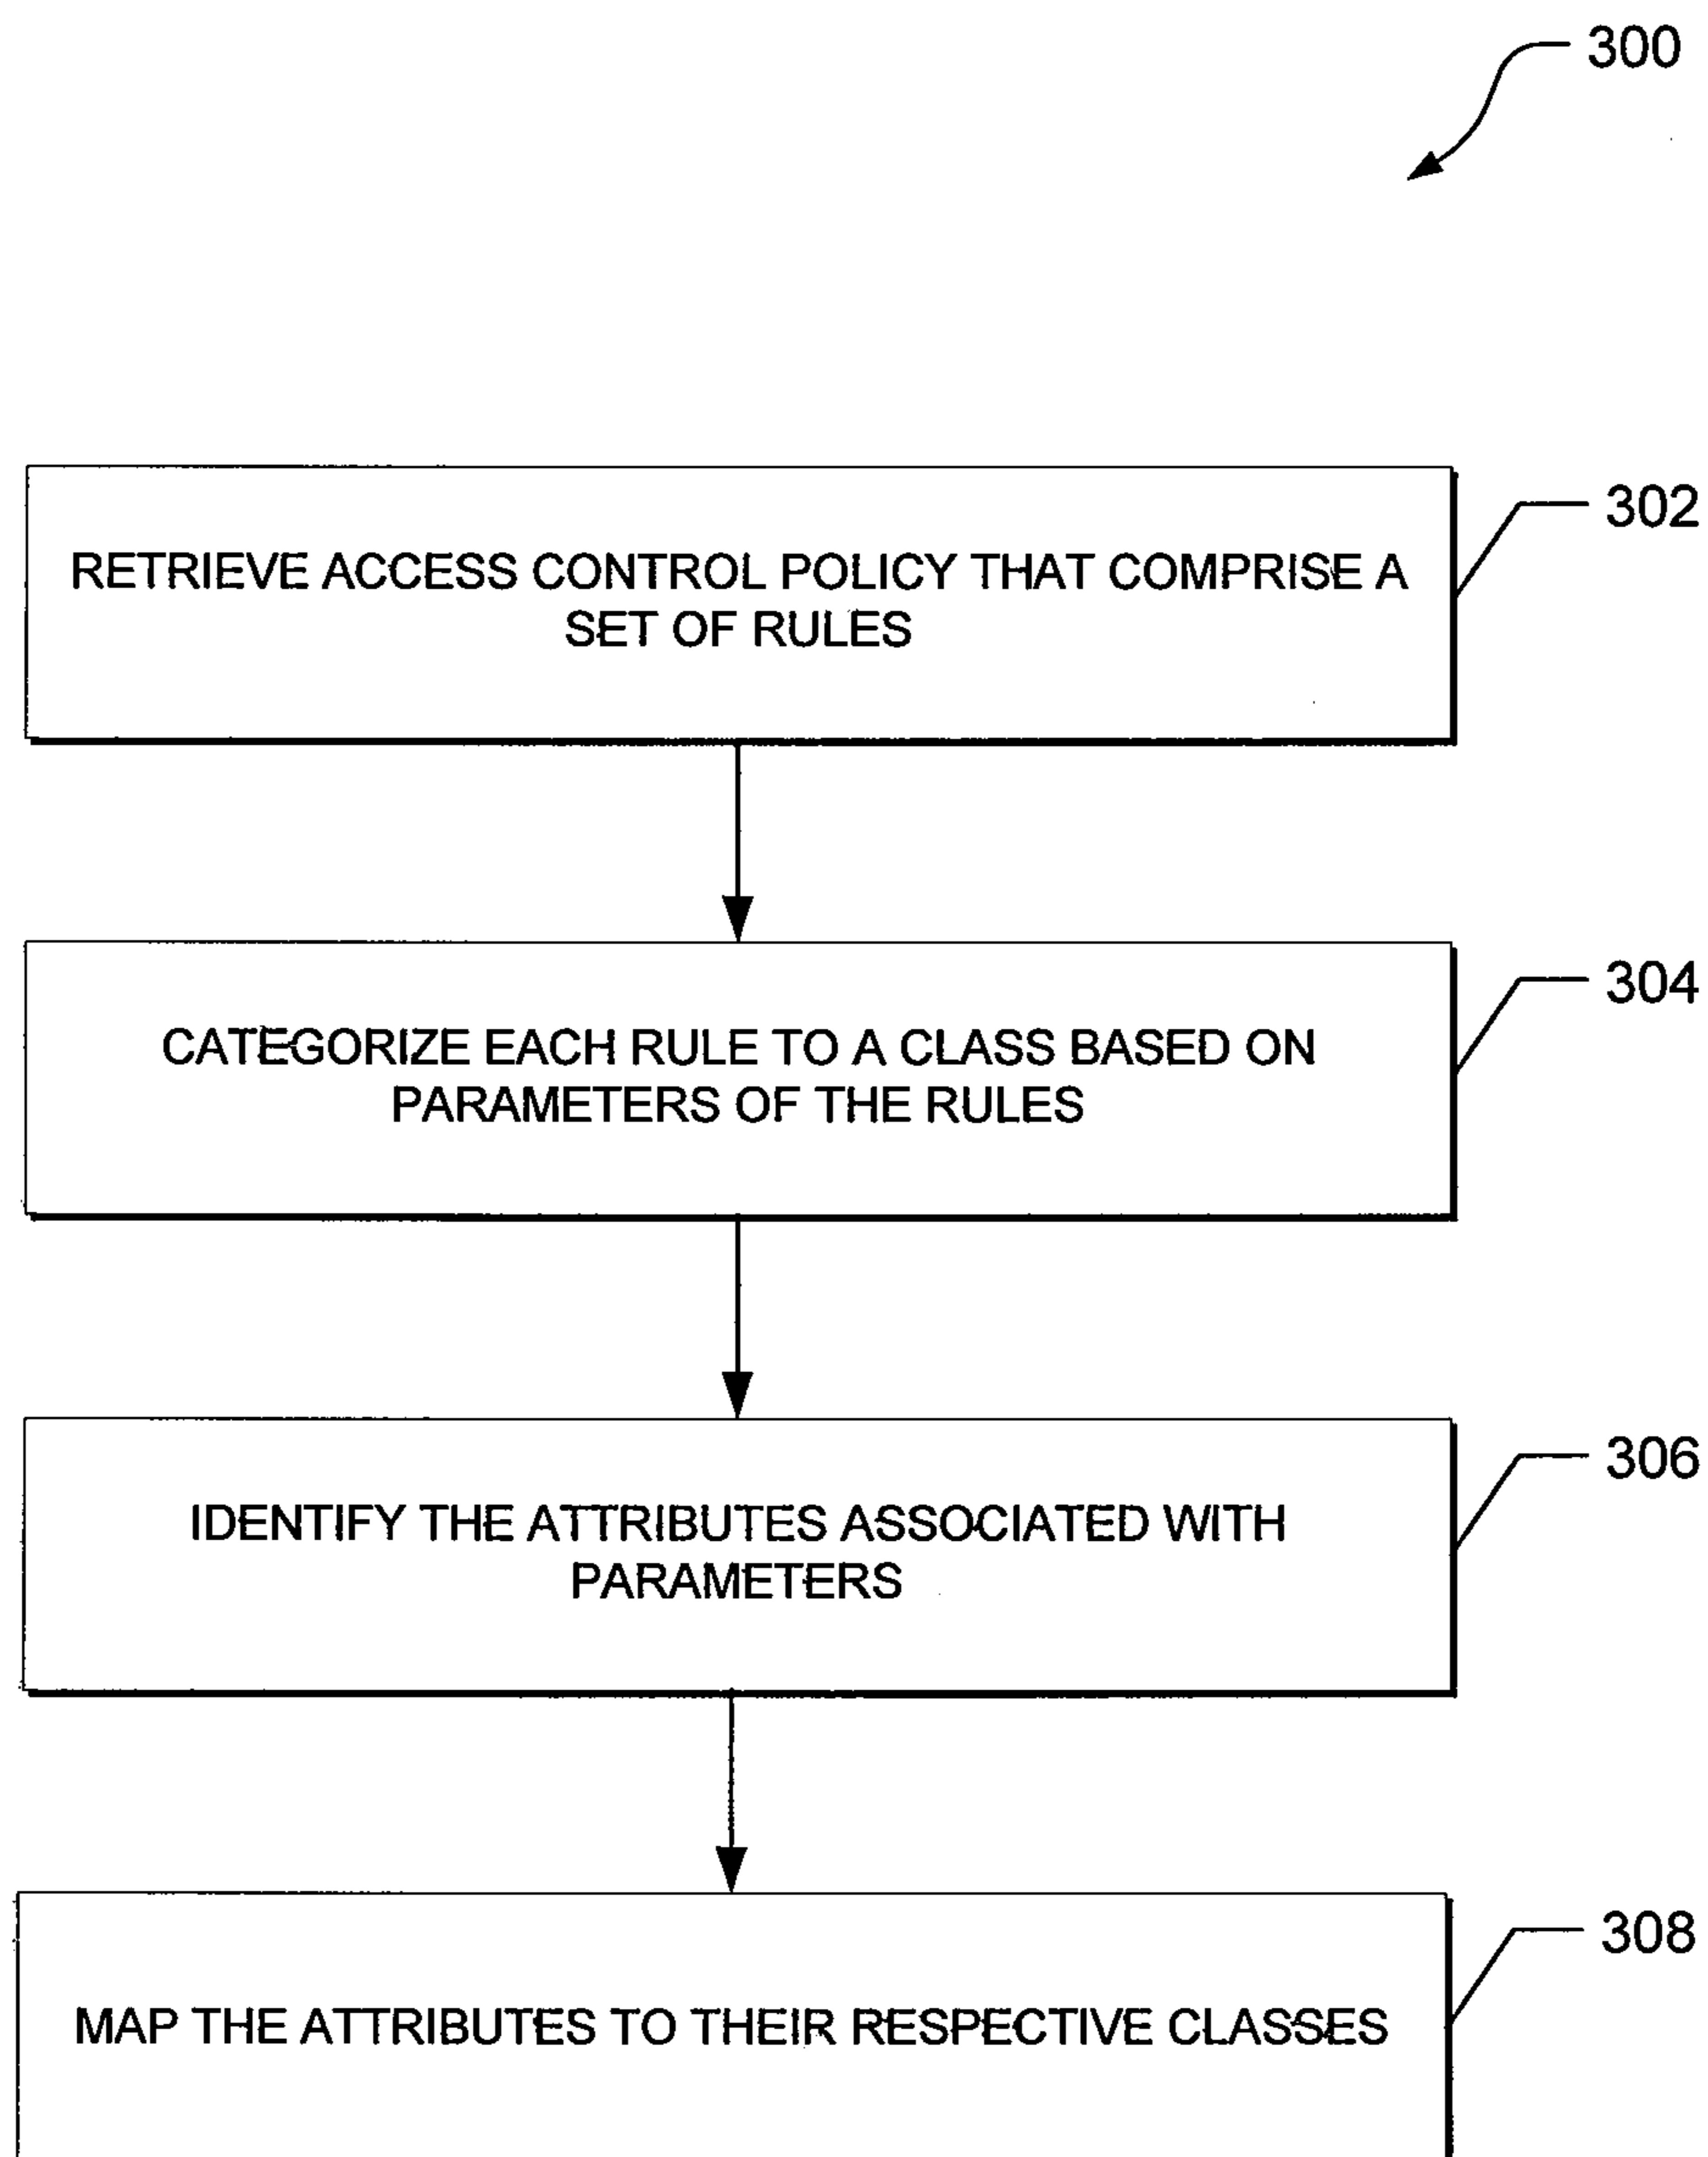 300
RETRIEVE ACCESS CONTROL POLICY THAT COMPRISE A
SET OF RULES
302
CATEGORIZE EACH RULE TO A CLASS BASED ON
PARAMETERS OF THE RULES
304
IDENTIFY THE ATTRIBUTES ASSOCIATED WITH
PARAMETERS
306
MAP THE ATTRIBUTES TO THEIR RESPECTIVE CLASSES
308